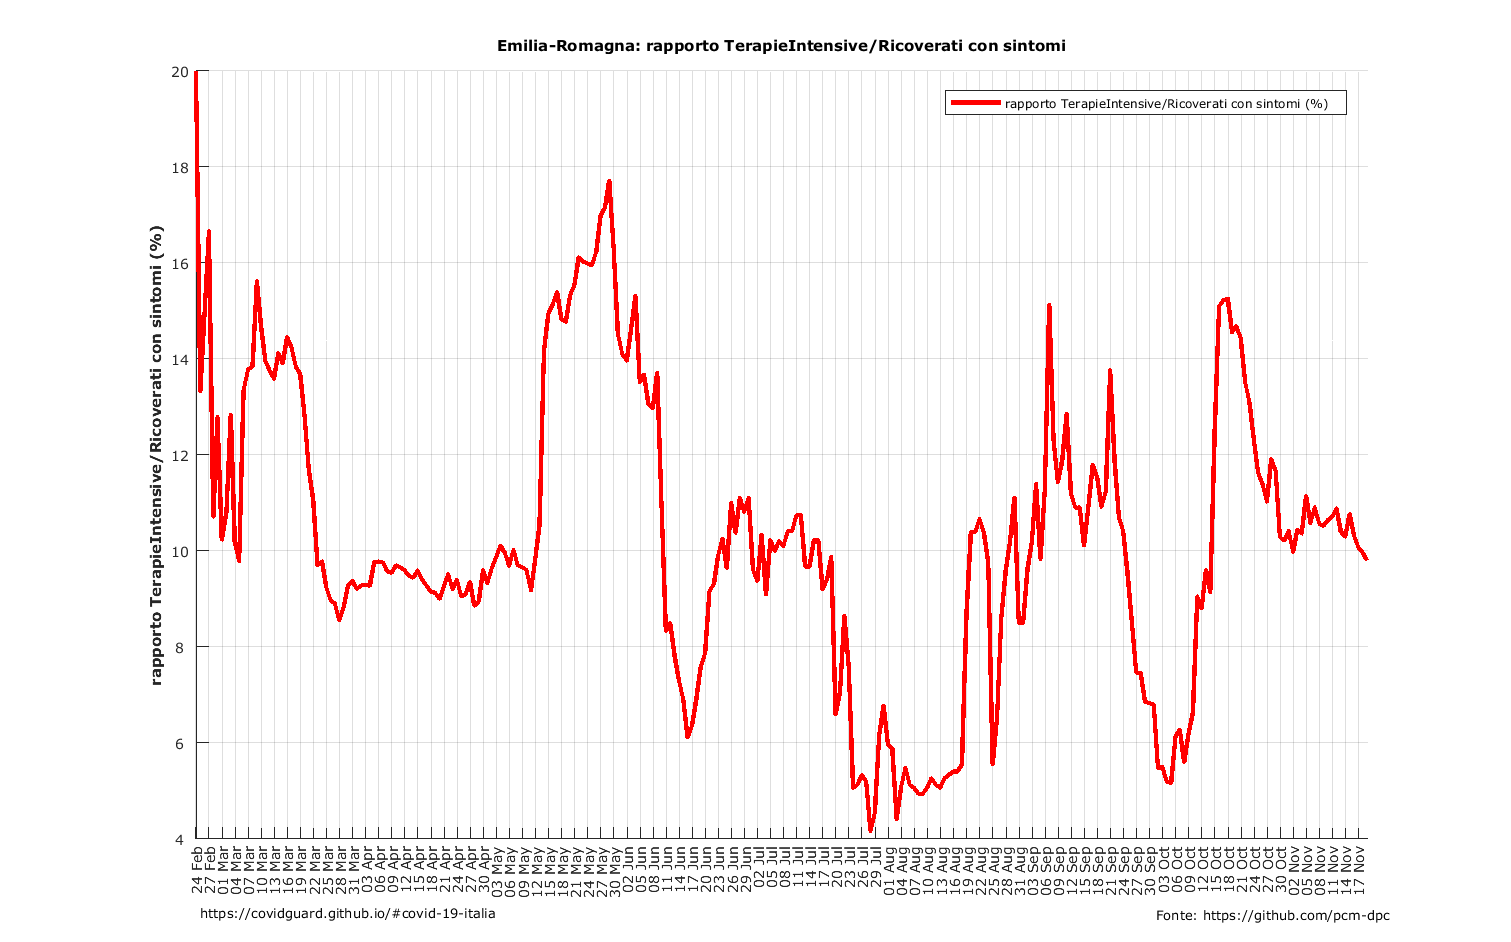 Emilia-Romagna: rapporto TerapieIntensive/Ricoverati con sintomi
rapporto TerapieIntensive/Ricoverati con sintomi (%)
rapporto TerapieIntensive/Ricoverati con sintomi (%)
20
18
16
14
12
10
8
6
4
24 Feb
27 Feb
01 Mar
04 Mar
07 Mar
10 Mar
13 Mar
16 Mar
19 Mar
22 Mar
25 Mar
28 Mar
31 Mar
03 Apr
06 Apr
09 Apr
12 Apr
15 Apr
18 Apr
21 Apr
24 Apr
27 Apr
30 Apr
03 May
06 May
09 May
12 May
15 May
18 May
21 May
24 May
27 May
30 May
02 Jun
05 Jun
08 Jun
11 Jun
14 Jun
17 Jun
20 Jun
23 Jun
26 Jun
29 Jun
02 Jul
05 Jul
08 Jul
11 Jul
14 Jul
17 Jul
20 Jul
23 Jul
26 Jul
29 Jul
01 Aug
04 Aug
07 Aug
10 Aug
13 Aug
16 Aug
19 Aug
22 Aug
25 Aug
28 Aug
31 Aug
03 Sep
06 Sep
09 Sep
12 Sep
15 Sep
18 Sep
21 Sep
24 Sep
27 Sep
30 Sep
03 Oct
06 Oct
09 Oct
12 Oct
15 Oct
18 Oct
21 Oct
24 Oct
27 Oct
30 Oct
02 Nov
05 Nov
08 Nov
11 Nov
14 Nov
17 Nov
https://covidguard.github.io/#covid-19-italia
Fonte: https://github.com/pcm-dpc